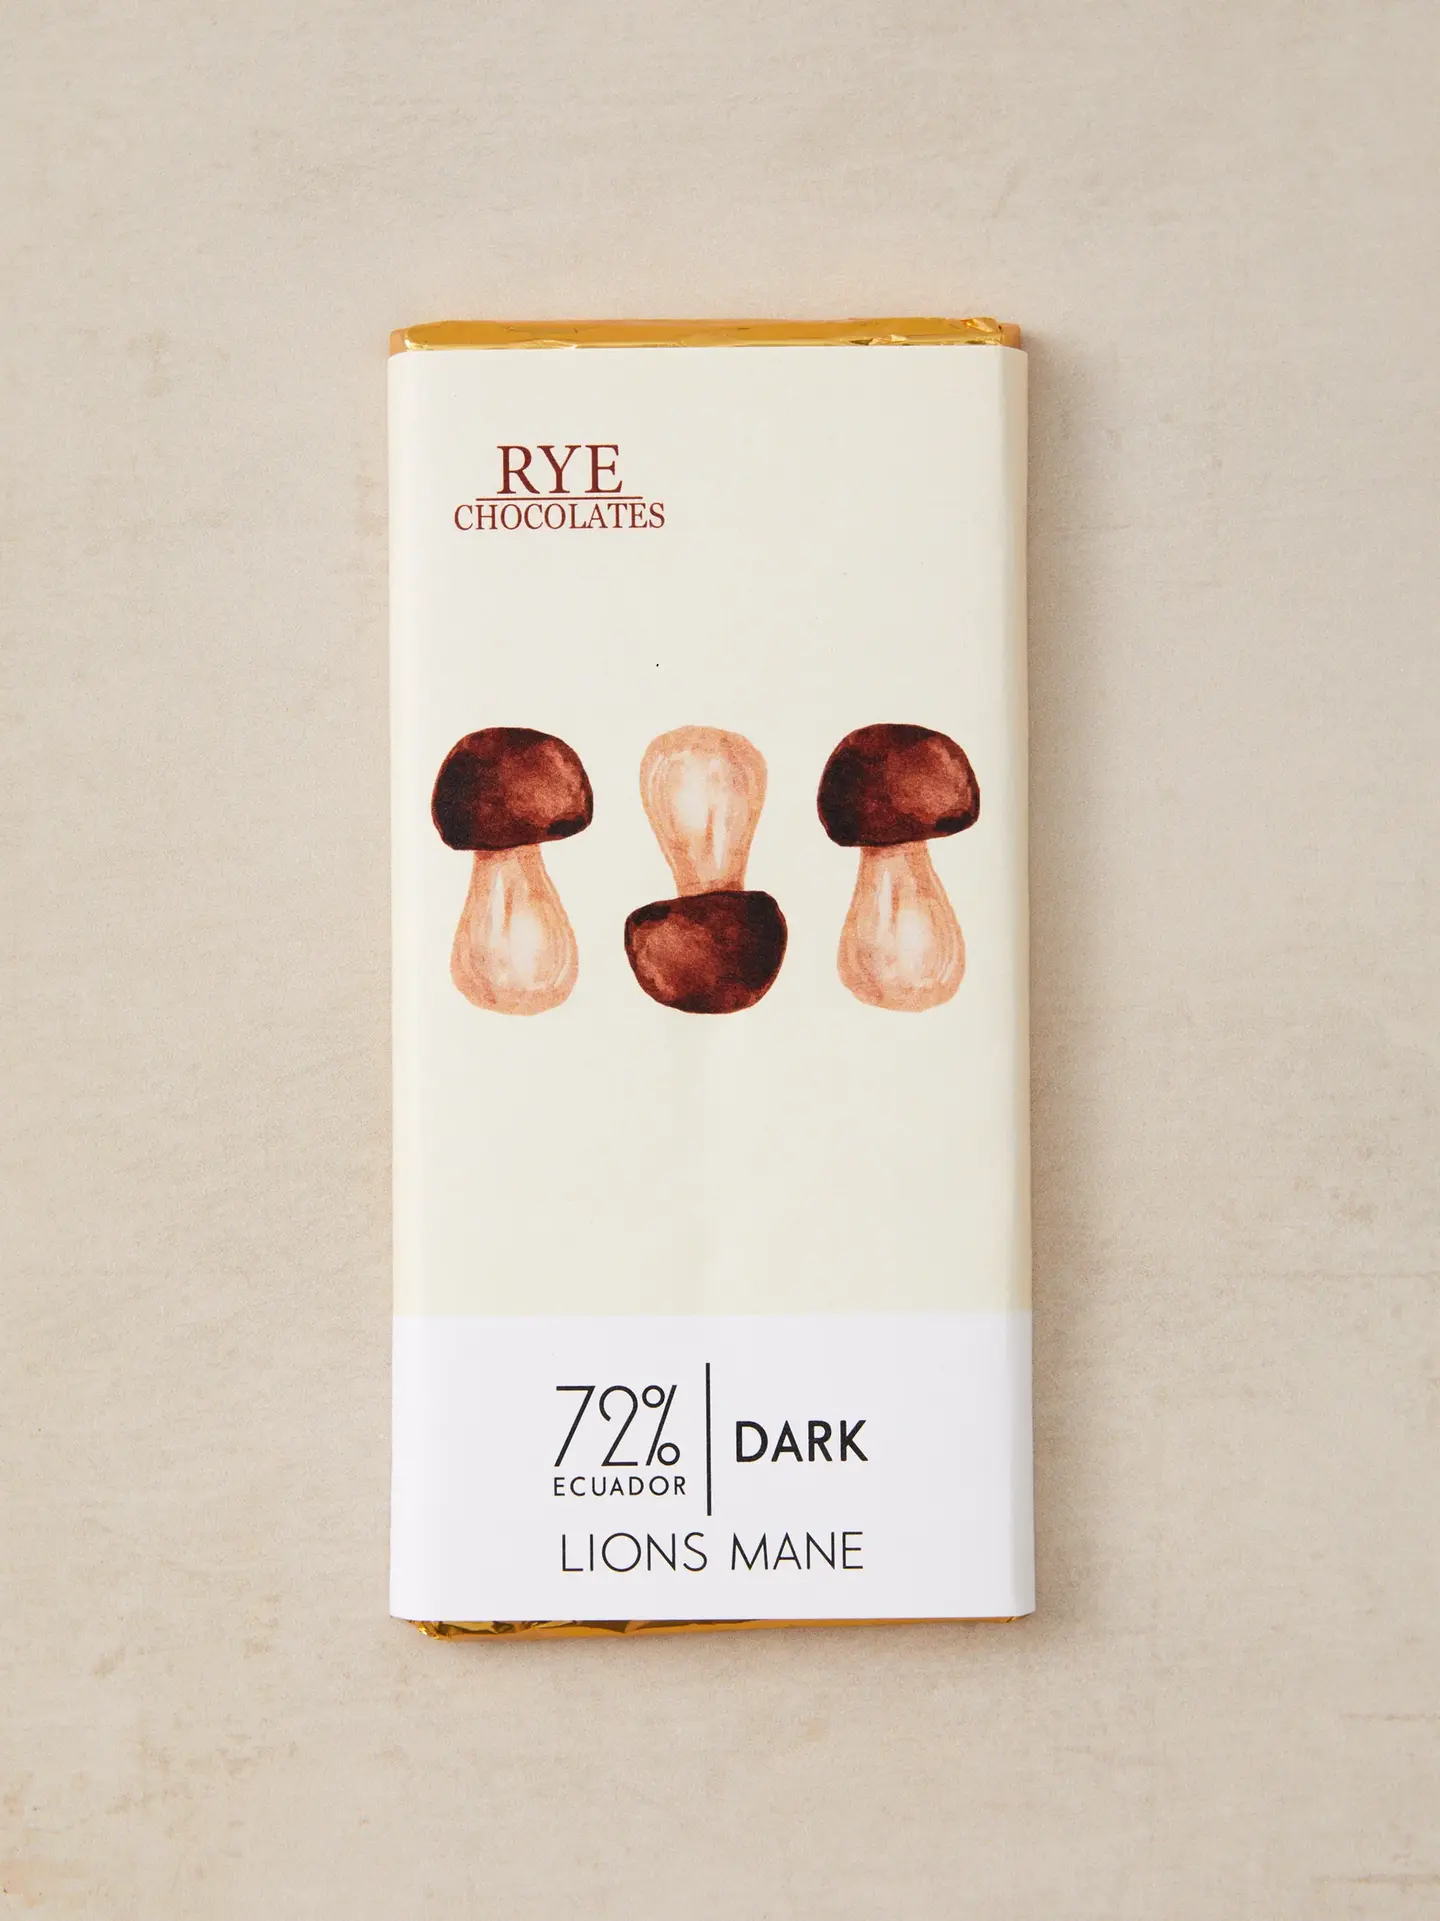 RYE
CHOCOLATES
72%
ECUADOR
DARK
LIONS MANE